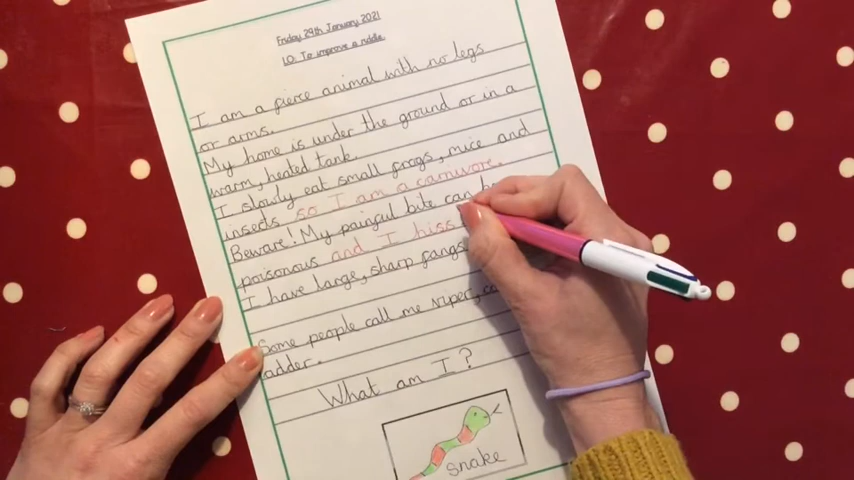 Friday 29th January 2021
LO: To improve a riddle.
I am a fierce animal with no legs
or arms.
My home is under the ground or in a
warm, heated tank.
I slowly eat small frogs, mice and
insects so I am a carnivore.
Beware! My painful bite can
poisonous and I hiss
I have large, sharp fangs
Some people call me viper,
adder.
What am I?
snake